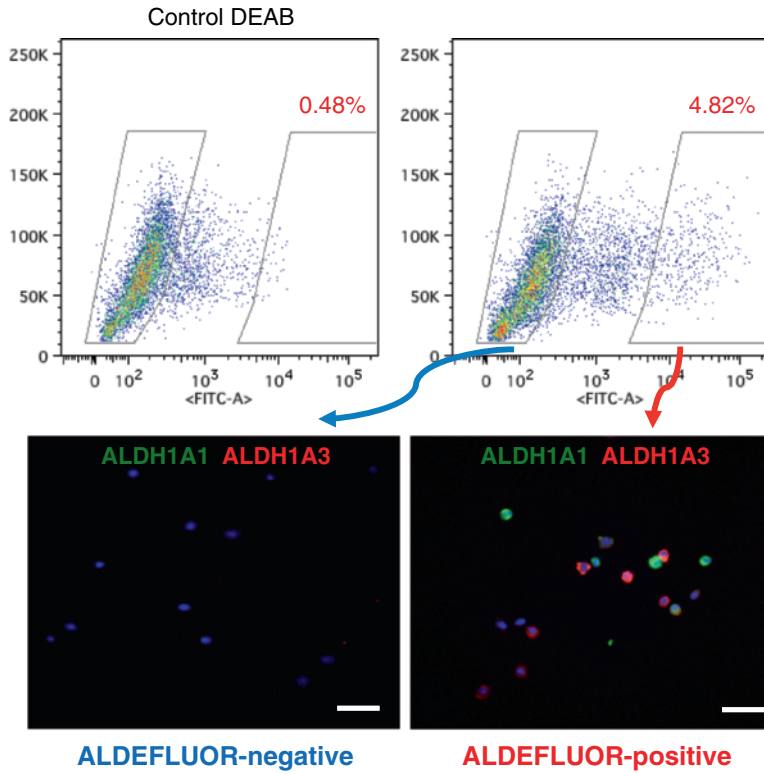 Control DEAB
250K
200K
150K
100K
50K
0
0.48%
0 10² 10³ 10⁴ 10⁵
<FITC-A>
250K
200K
150K
100K
50K
0
4.82%
0 10² 10³ 10⁴ 10⁵
<FITC-A>
ALDH1A1 ALDH1A3
ALDH1A1 ALDH1A3
ALDEFLUOR-negative
ALDEFLUOR-positive